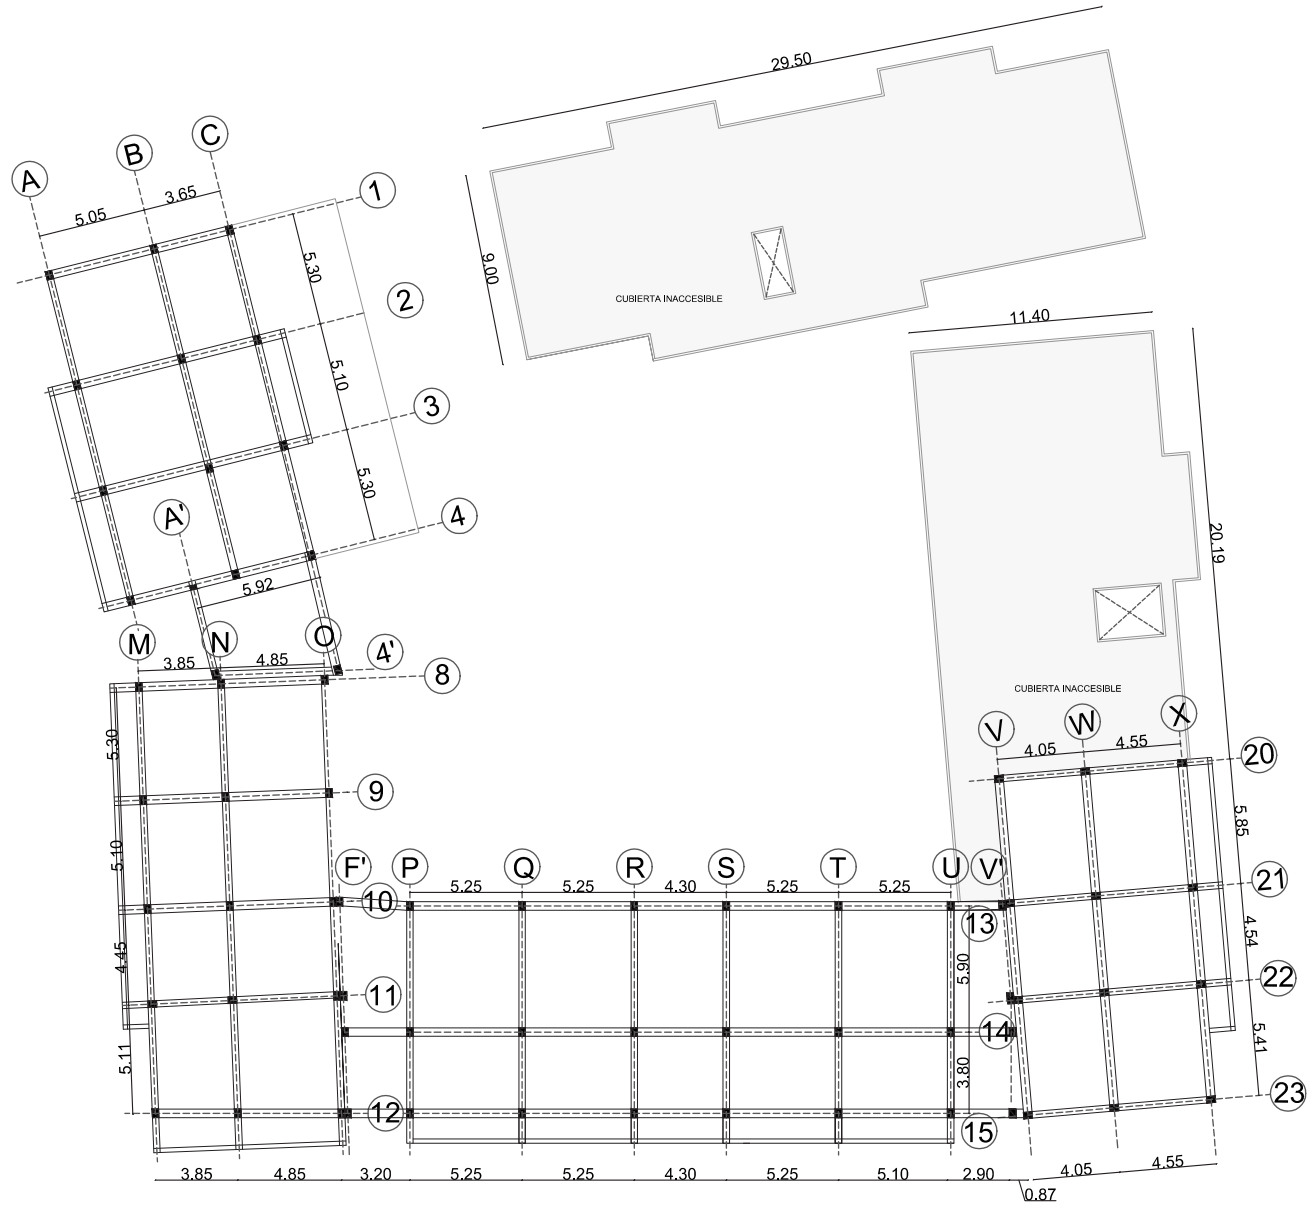 29.50
9.00
CUBIERTA INACCESIBLE
A
B
C
5.05
3.65
1
5.30
2
5.10
3
5.30
4
A'
5.92
11.40
20.19
CUBIERTA INACCESIBLE
M
N
O
3.85
4.85
4'
8
5.30
9
5.10
F'
10
4.45
11
5.11
12
P
Q
R
S
T
U
V'
5.25
5.25
4.30
5.25
5.25
13
5.90
14
3.80
15
V
W
X
4.05
4.55
20
5.85
21
4.54
22
5.41
23
3.85
4.85
3.20
5.25
5.25
4.30
5.25
5.10
2.90
0.87
4.05
4.55